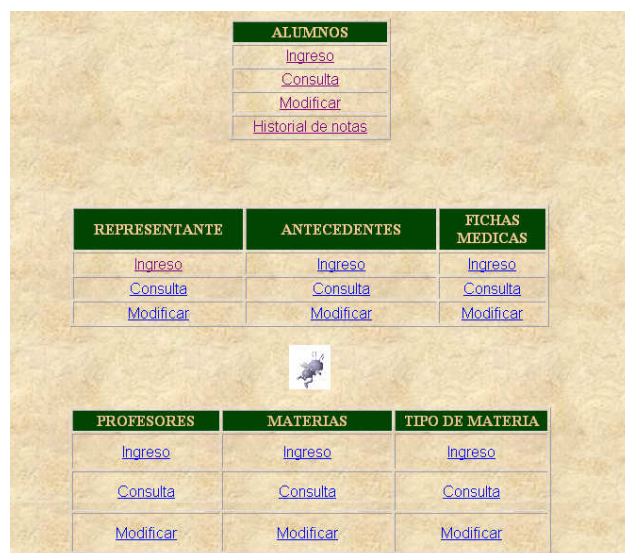 ALUMNOS
Ingreso
Consulta
Modificar
Historial de notas
REPRESENTANTE ANTECEDENTES FICHAS MEDICAS
Ingreso Ingreso Ingreso
Consulta Consulta Consulta
Modificar Modificar Modificar
PROFESORES MATERIAS TIPO DE MATERIA
Ingreso Ingreso Ingreso
Consulta Consulta Consulta
Modificar Modificar Modificar